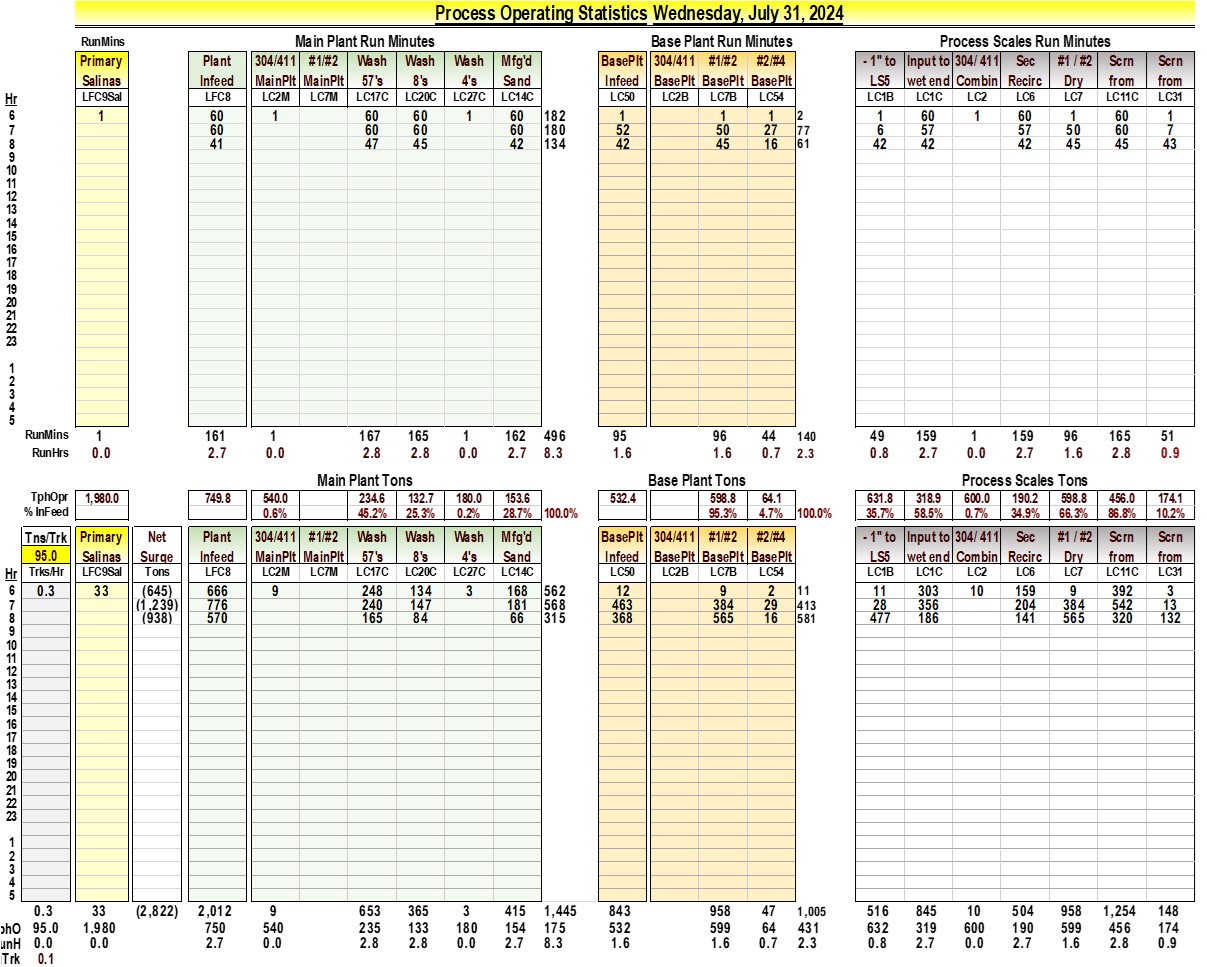 Process Operating Statistics Wednesday, July 31, 2024
RunMins Main Plant Run Minutes Base Plant Run Minutes Process Scales Run Minutes
Primary Plant 304/411 #1/#2 Wash Wash Wash Mfg'd BasePlt 304/411 #1/#2 #2/#4 - 1" to Input to 304/ 411 Sec #1 / #2 Scrn Scrn
Salinas Infeed MainPlt MainPlt 57's 8's 4's Sand Infeed BasePlt BasePlt BasePlt LS5 wet end Combin Recirc Dry from from
Hr LFC9Sal LFC8 LC2M LC7M LC17C LC20C LC27C LC14C LC50 LC2B LC7B LC54 LC1B LC1C LC2 LC6 LC7 LC11C LC31
6 1 60 1 60 60 1 60 182 1 1 1 2 1 60 1 60 1 60 1
7 60 60 60 60 180 52 50 27 77 6 57 57 50 60 7
8 41 47 45 42 134 42 45 16 61 42 42 42 45 45 43
9
10
11
12
13
14
15
16
17
18
19
20
21
22
23
1
2
3
4
5
RunMins 1 161 1 167 165 1 162 496 95 96 44 140 49 159 1 159 96 165 51
RunHrs 0.0 2.7 0.0 2.8 2.8 0.0 2.7 8.3 1.6 1.6 0.7 2.3 0.8 2.7 0.0 2.7 1.6 2.8 0.9
Main Plant Tons Base Plant Tons Process Scales Tons
TphOpr 1,980.0 749.8 540.0 234.6 132.7 180.0 153.6 532.4 598.8 64.1 631.8 318.9 600.0 190.2 598.8 456.0 174.1
% InFeed 0.6% 45.2% 25.3% 0.2% 28.7% 100.0% 95.3% 4.7% 100.0% 35.7% 58.5% 0.7% 34.9% 66.3% 86.8% 10.2%
Tns/Trk Primary Net Plant 304/411 #1/#2 Wash Wash Wash Mfg'd BasePlt 304/411 #1/#2 #2/#4 - 1" to Input to 304/ 411 Sec #1 / #2 Scrn Scrn
95.0 Salinas Surge Infeed MainPlt MainPlt 57's 8's 4's Sand Infeed BasePlt BasePlt BasePlt LS5 wet end Combin Recirc Dry from from
Hr Trks/Hr LFC9Sal Tons LFC8 LC2M LC7M LC17C LC20C LC27C LC14C LC50 LC2B LC7B LC54 LC1B LC1C LC2 LC6 LC7 LC11C LC31
6 0.3 33 (645) 666 9 248 134 3 168 562 12 9 2 11 11 303 10 159 9 392 3
7 (1,239) 776 240 147 181 568 463 384 29 413 28 356 204 384 542 13
8 (938) 570 165 84 66 315 368 565 16 581 477 186 141 565 320 132
9
10
11
12
13
14
15
16
17
18
19
20
21
22
23
1
2
3
4
5
0.3 33 (2,822) 2,012 9 653 365 3 415 1,445 843 958 47 1,005 516 845 10 504 958 1,254 148
phO 95.0 1,980 750 540 235 133 180 154 175 532 599 64 431 632 319 600 190 599 456 174
unH 0.0 0.0 2.7 0.0 2.8 2.8 0.0 2.7 8.3 1.6 1.6 0.7 2.3 0.8 2.7 0.0 2.7 1.6 2.8 0.9
Trk 0.1